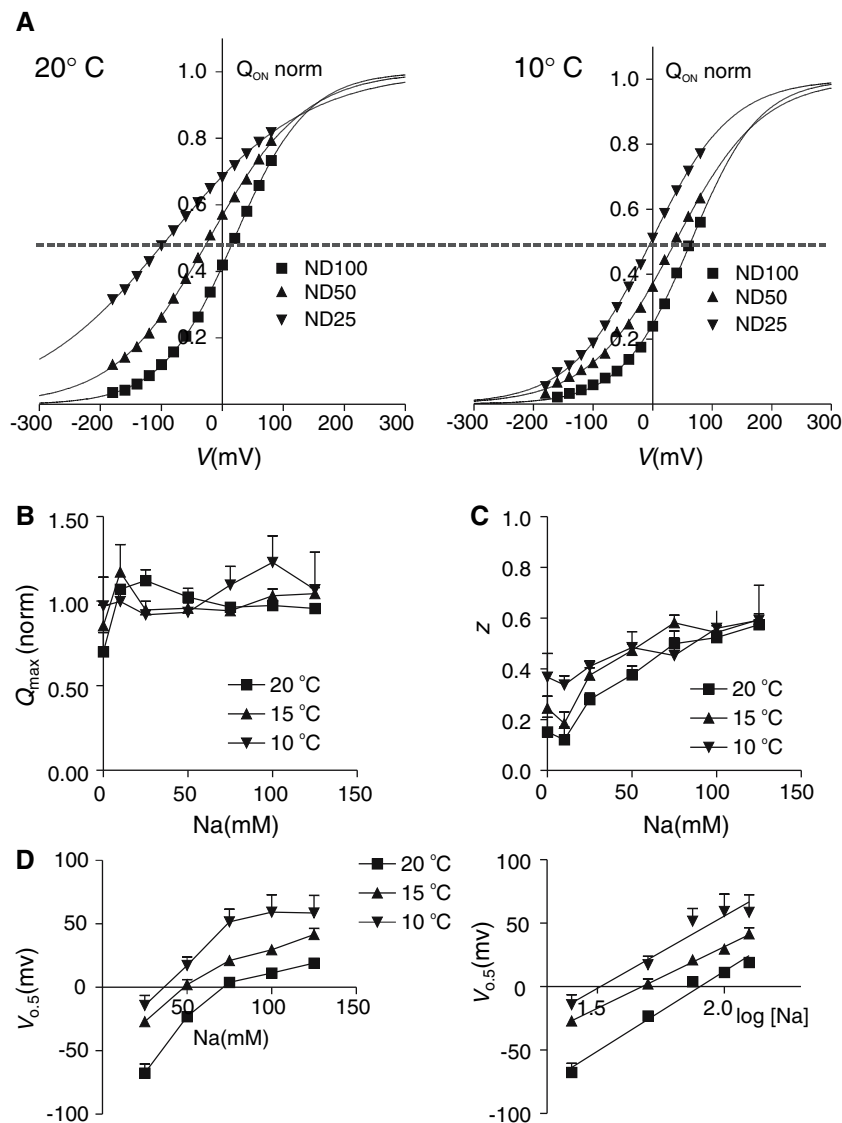 A
20° C
Q_ON norm
1.0
0.8
0.6
0.4
0.2
ND100
ND50
ND25
-300 -200 -100 0 100 200 300
V(mV)
10° C
Q_ON norm
1.0
0.8
0.6
0.4
0.2
ND100
ND50
ND25
-300 -200 -100 0 100 200 300
V(mV)
B
1.50
1.00
0.50
0.00
Q_max (norm)
20 °C
15 °C
10 °C
0 50 100 150
Na(mM)
C
1.0
0.8
0.6
0.4
0.2
0.0
z
20 °C
15 °C
10 °C
0 50 100 150
Na(mM)
D
100
50
0
-50
-100
V_0.5(mv)
20 °C
15 °C
10 °C
50 100 150
Na(mM)
100
50
0
-50
-100
V_0.5(mv)
1.5 2.0
log [Na]